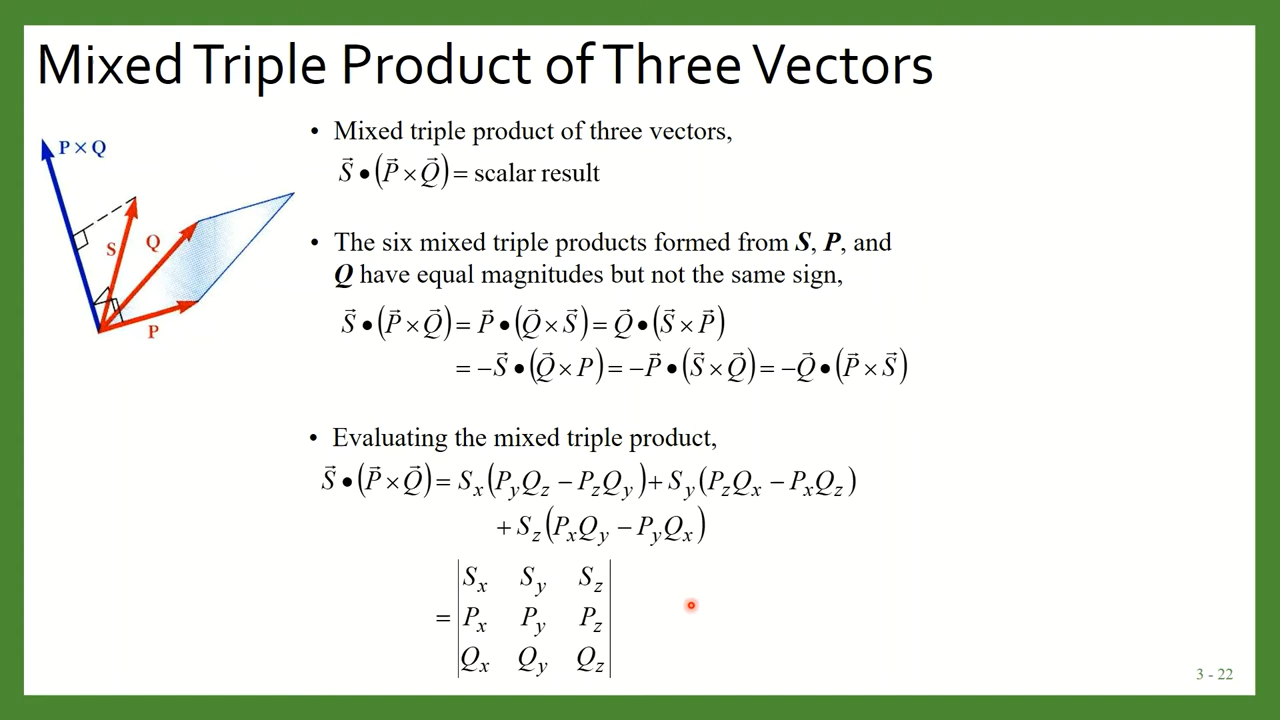 Mixed Triple Product of Three Vectors
P × Q
S
Q
P
• Mixed triple product of three vectors,
S⃗ • (P⃗ × Q⃗) = scalar result
• The six mixed triple products formed from S, P, and
Q have equal magnitudes but not the same sign,
S⃗ • (P⃗ × Q⃗) = P⃗ • (Q⃗ × S⃗) = Q⃗ • (S⃗ × P⃗)
= −S⃗ • (Q⃗ × P) = −P⃗ • (S⃗ × Q⃗) = −Q⃗ • (P⃗ × S⃗)
• Evaluating the mixed triple product,
S⃗ • (P⃗ × Q⃗) = S_x(P_yQ_z − P_zQ_y) + S_y(P_zQ_x − P_xQ_z)
+ S_z(P_xQ_y − P_yQ_x)
S_x S_y S_z
= P_x P_y P_z
Q_x Q_y Q_z
3 - 22